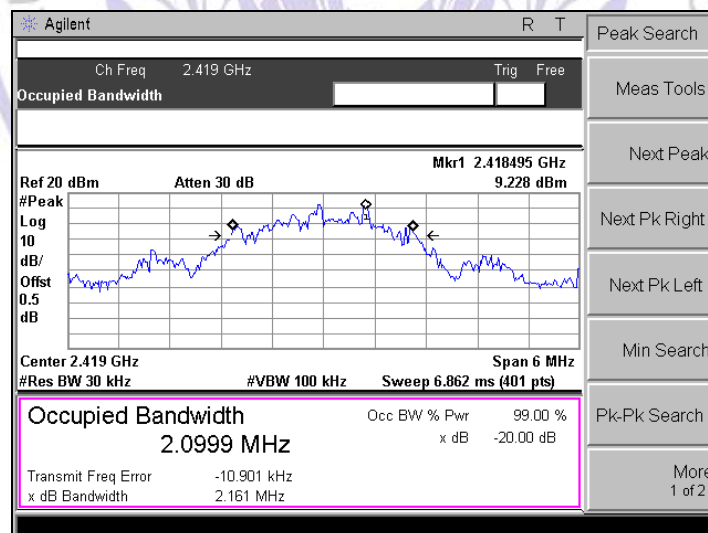 Agilent R T
Ch Freq 2.419 GHz Trig Free
Occupied Bandwidth
Mkr1 2.418495 GHz
Ref 20 dBm Atten 30 dB 9.228 dBm
#Peak
Log
10
dB/
Offst
0.5
dB
1
Center 2.419 GHz Span 6 MHz
#Res BW 30 kHz #VBW 100 kHz Sweep 6.862 ms (401 pts)
Occupied Bandwidth Occ BW % Pwr 99.00 %
2.0999 MHz x dB -20.00 dB
Transmit Freq Error -10.901 kHz
x dB Bandwidth 2.161 MHz
Peak Search
Meas Tools
Next Peak
Next Pk Right
Next Pk Left
Min Search
Pk-Pk Search
More
1 of 2